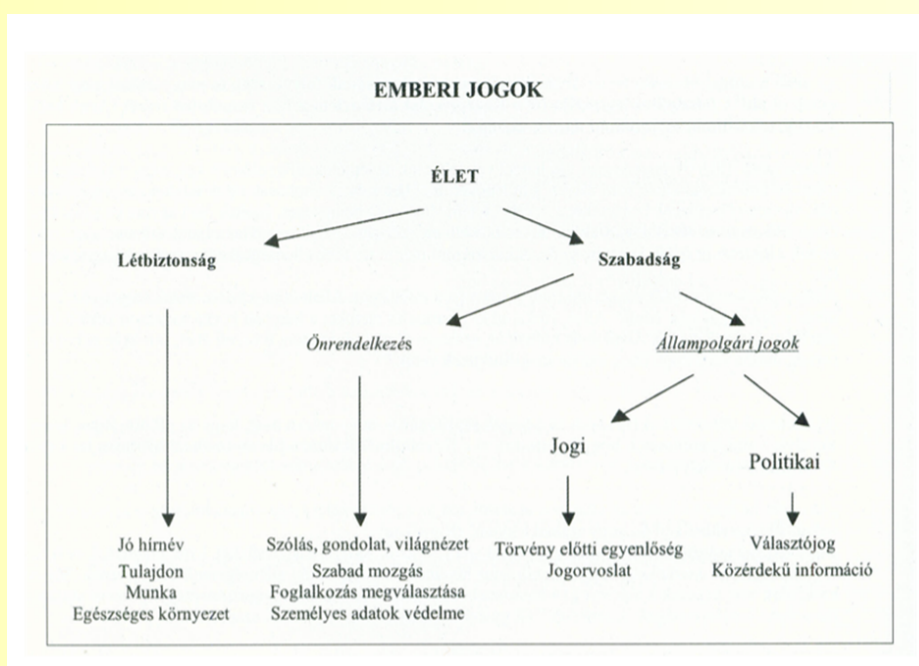 EMBERI JOGOK
ÉLET
Létbiztonság
Szabadság
Önrendelkezés
Állampolgári jogok
Jogi
Politikai
Jó hírnév
Tulajdon
Munka
Egészséges környezet
Szólás, gondolat, világnézet
Szabad mozgás
Foglalkozás megválasztása
Személyes adatok védelme
Törvény előtti egyenlőség
Jogorvoslat
Választójog
Közérdekű információ